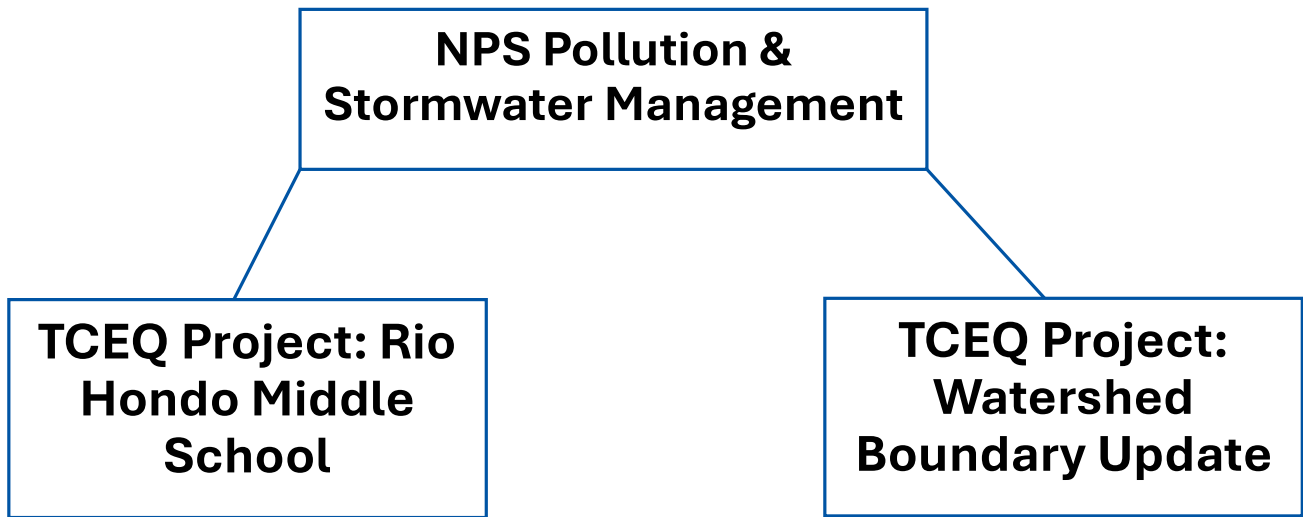 NPS Pollution &
Stormwater Management
TCEQ Project: Rio
Hondo Middle
School
TCEQ Project:
Watershed
Boundary Update